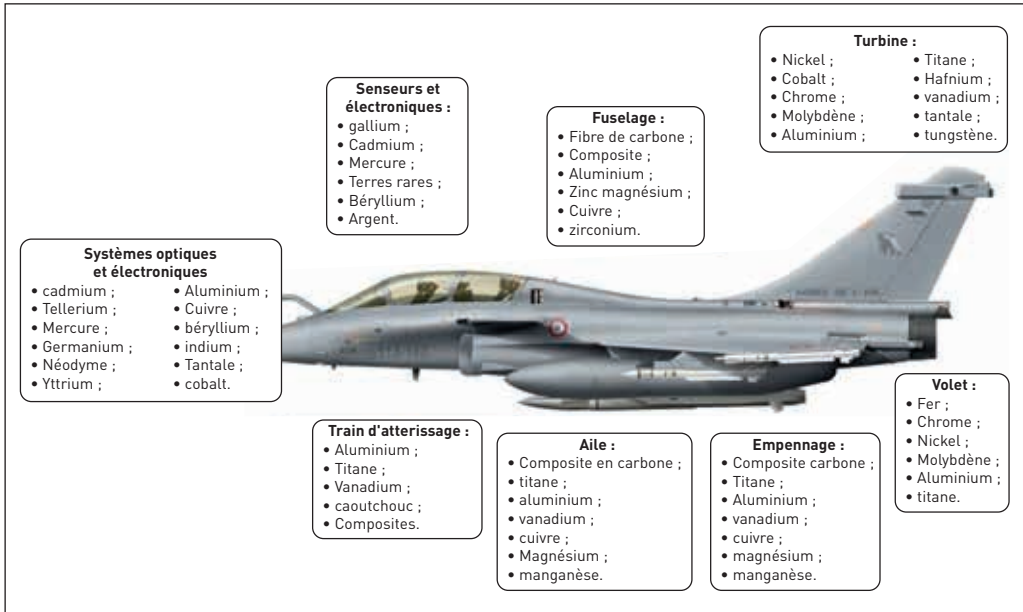 Turbine :
• Nickel ;
• Cobalt ;
• Chrome ;
• Molybdène ;
• Aluminium ;
• Titane ;
• Hafnium ;
• vanadium ;
• tantale ;
• tungstène.
Senseurs et
électroniques :
• gallium ;
• Cadmium ;
• Mercure ;
• Terres rares ;
• Béryllium ;
• Argent.
Fuselage :
• Fibre de carbone ;
• Composite ;
• Aluminium ;
• Zinc magnésium ;
• Cuivre ;
• zirconium.
Systèmes optiques
et électroniques
• cadmium ;
• Tellerium ;
• Mercure ;
• Germanium ;
• Néodyme ;
• Yttrium ;
• Aluminium ;
• Cuivre ;
• béryllium ;
• indium ;
• Tantale ;
• cobalt.
Train d'atterissage :
• Aluminium ;
• Titane ;
• Vanadium ;
• caoutchouc ;
• Composites.
Aile :
• Composite en carbone ;
• titane ;
• aluminium ;
• vanadium ;
• cuivre ;
• Magnésium ;
• manganèse.
Empennage :
• Composite carbone ;
• Titane ;
• Aluminium ;
• vanadium ;
• cuivre ;
• magnésium ;
• manganèse.
Volet :
• Fer ;
• Chrome ;
• Nickel ;
• Molybdène ;
• Aluminium ;
• titane.